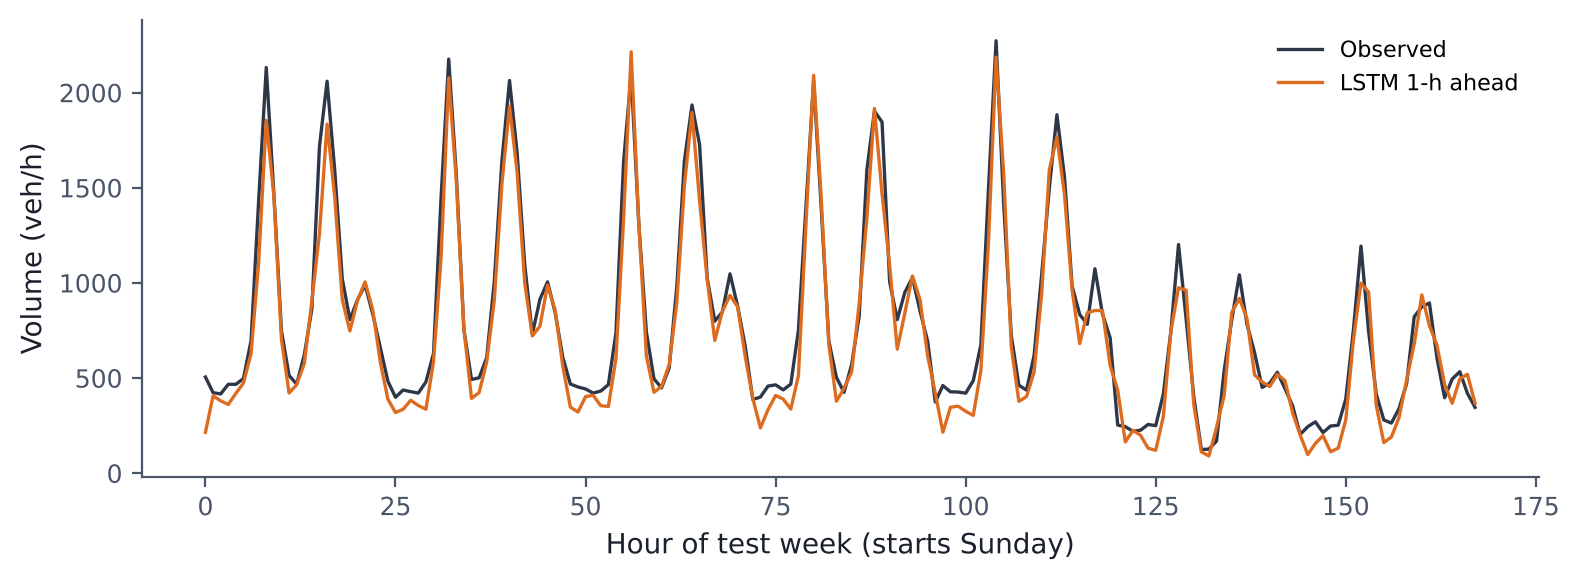 Observed
LSTM 1-h ahead
Volume (veh/h)
2000
1500
1000
500
0
0 25 50 75 100 125 150 175
Hour of test week (starts Sunday)